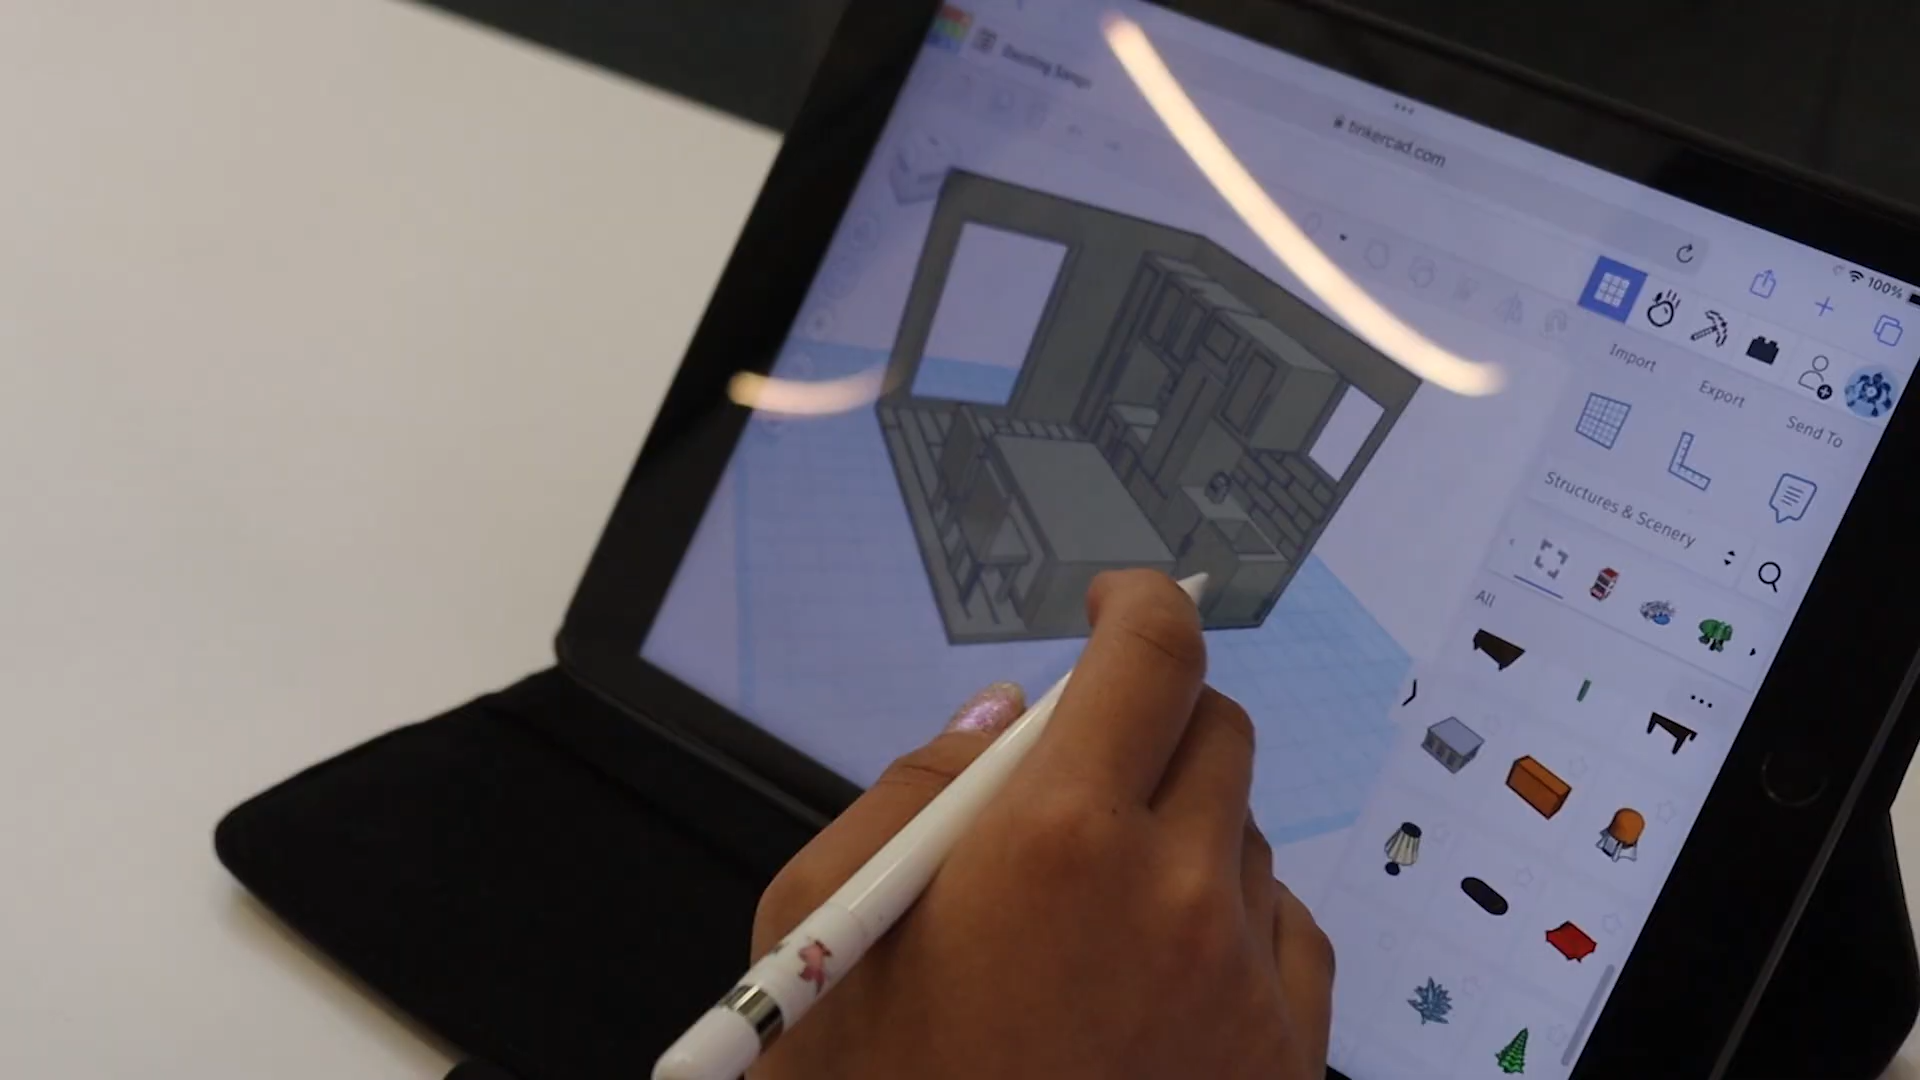 tinkercad.com
100%
Import
Export
Send To
Structures & Scenery
All